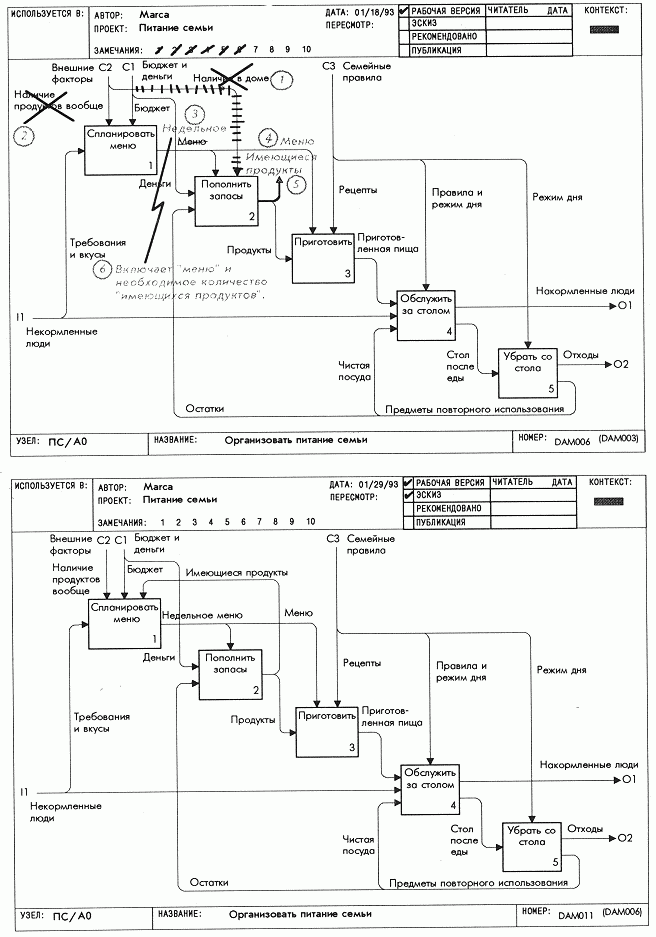 ИСПОЛЬЗУЕТСЯ В:
АВТОР: Marca
ПРОЕКТ: Питание семьи
ЗАМЕЧАНИЯ: 1 2 3 4 5 6 7 8 9 10
ДАТА: 01/18/93
ПЕРЕСМОТР:
✓ РАБОЧАЯ ВЕРСИЯ
ЭСКИЗ
РЕКОМЕНДОВАНО
ПУБЛИКАЦИЯ
ЧИТАТЕЛЬ ДАТА
КОНТЕКСТ:
Внешние факторы C2
C1 Бюджет и деньги
Наличие в доме 1
C3 Семейные правила
Наличие продуктов вообще
2
Бюджет
3
Недельное
Меню
4 Меню
Имеющиеся продукты
5
Спланировать меню
1
Деньги
Пополнить запасы
2
Рецепты
Правила и режим дня
Режим дня
Требования и вкусы
Продукты
Приготовить
3
Приготов-
ленная пища
6 Включает "меню" и
необходимое количество
"имеющихся продуктов".
Обслужить за столом
4
Накормленные люди
O1
I1
Некормленные люди
Чистая посуда
Стол после еды
Убрать со стола
5
Отходы
O2
Остатки
Предметы повторного использования
УЗЕЛ: ПС/А0
НАЗВАНИЕ: Организовать питание семьи
НОМЕР: DAM006 (DAM003)
ИСПОЛЬЗУЕТСЯ В:
АВТОР: Marca
ПРОЕКТ: Питание семьи
ЗАМЕЧАНИЯ: 1 2 3 4 5 6 7 8 9 10
ДАТА: 01/29/93
ПЕРЕСМОТР:
✓ РАБОЧАЯ ВЕРСИЯ
✓ ЭСКИЗ
РЕКОМЕНДОВАНО
ПУБЛИКАЦИЯ
ЧИТАТЕЛЬ ДАТА
КОНТЕКСТ:
Внешние факторы C2
C1 Бюджет и деньги
C3 Семейные правила
Наличие продуктов вообще
Бюджет
Имеющиеся продукты
Спланировать меню
1
Недельное меню
Меню
Деньги
Пополнить запасы
2
Рецепты
Правила и режим дня
Режим дня
Требования и вкусы
Продукты
Приготовить
3
Приготов-
ленная пища
Обслужить за столом
4
Накормленные люди
O1
I1
Некормленные люди
Чистая посуда
Стол после еды
Убрать со стола
5
Отходы
O2
Остатки
Предметы повторного использования
УЗЕЛ: ПС/А0
НАЗВАНИЕ: Организовать питание семьи
НОМЕР: DAM011 (DAM006)